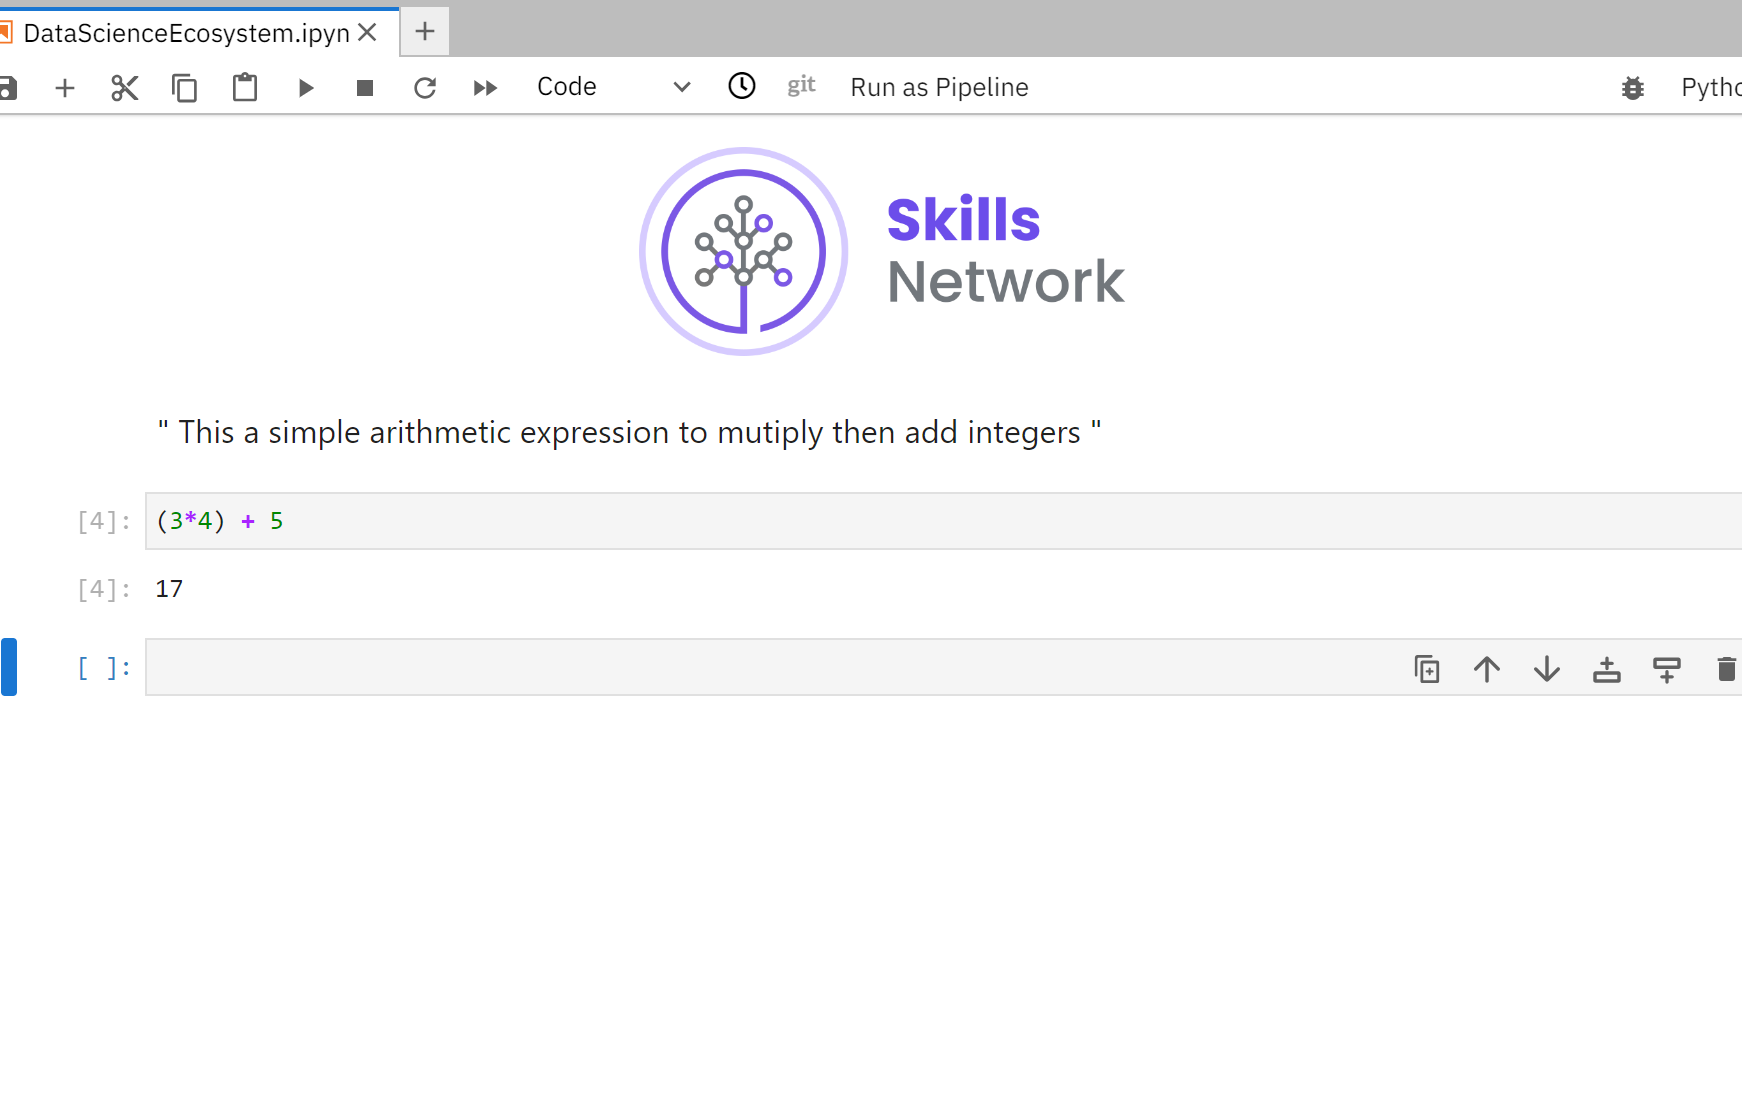 DataScienceEcosystem.ipyn
Code git Run as Pipeline Pytho
Skills
Network
" This a simple arithmetic expression to mutiply then add integers "
[4]: (3*4) + 5
[4]: 17
[ ]: